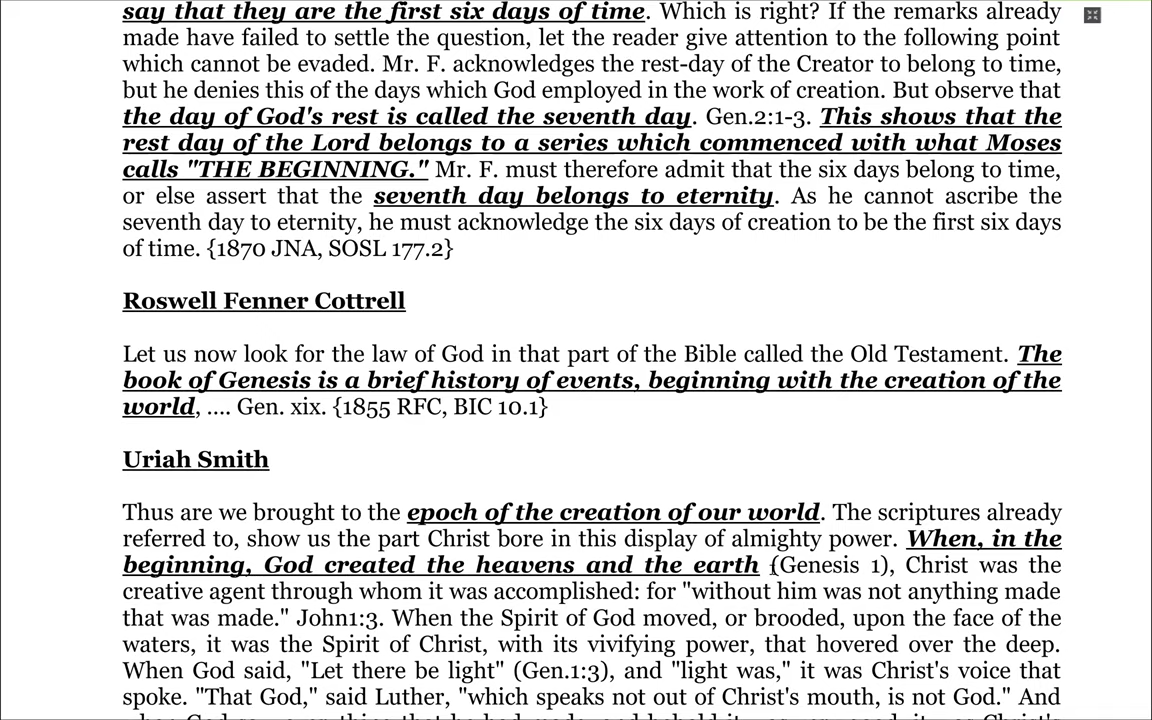 say that they are the first six days of time. Which is right? If the remarks already
made have failed to settle the question, let the reader give attention to the following point
which cannot be evaded. Mr. F. acknowledges the rest-day of the Creator to belong to time,
but he denies this of the days which God employed in the work of creation. But observe that
the day of God's rest is called the seventh day. Gen.2:1-3. This shows that the
rest day of the Lord belongs to a series which commenced with what Moses
calls "THE BEGINNING." Mr. F. must therefore admit that the six days belong to time,
or else assert that the seventh day belongs to eternity. As he cannot ascribe the
seventh day to eternity, he must acknowledge the six days of creation to be the first six days
of time. {1870 JNA, SOSL 177.2}
Roswell Fenner Cottrell
Let us now look for the law of God in that part of the Bible called the Old Testament. The
book of Genesis is a brief history of events, beginning with the creation of the
world, .... Gen. xix. {1855 RFC, BIC 10.1}
Uriah Smith
Thus are we brought to the epoch of the creation of our world. The scriptures already
referred to, show us the part Christ bore in this display of almighty power. When, in the
beginning, God created the heavens and the earth (Genesis 1), Christ was the
creative agent through whom it was accomplished: for "without him was not anything made
that was made." John1:3. When the Spirit of God moved, or brooded, upon the face of the
waters, it was the Spirit of Christ, with its vivifying power, that hovered over the deep.
When God said, "Let there be light" (Gen.1:3), and "light was," it was Christ's voice that
spoke. "That God," said Luther, "which speaks not out of Christ's mouth, is not God." And